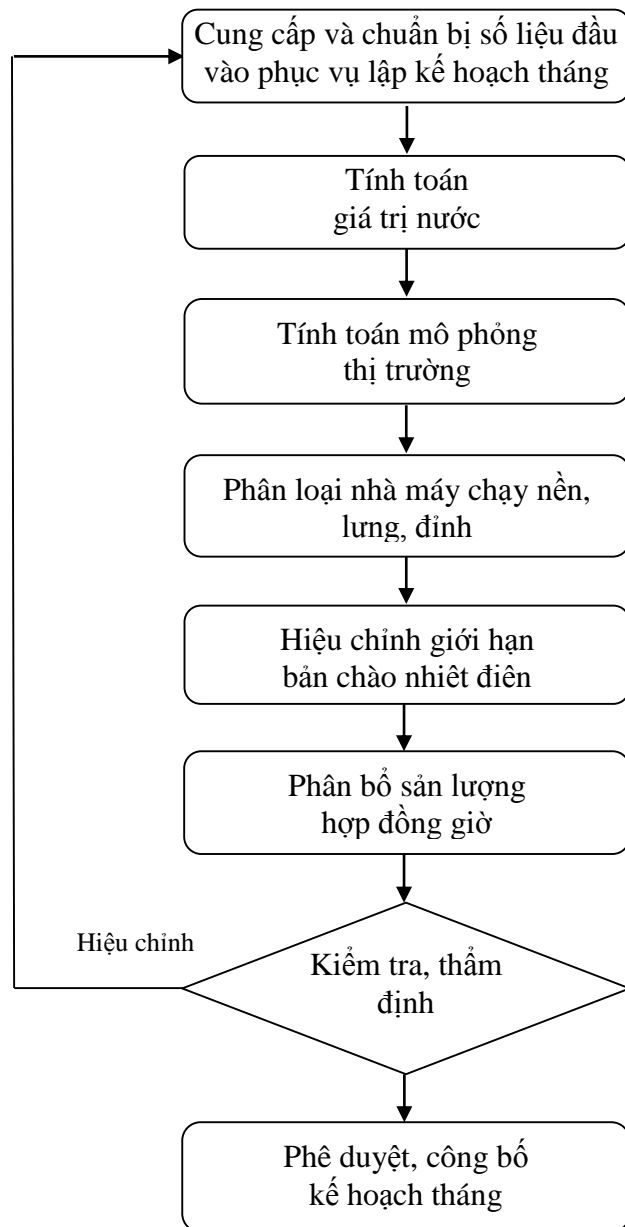 Cung cấp và chuẩn bị số liệu đầu
vào phục vụ lập kế hoạch tháng
Tính toán
giá trị nước
Tính toán mô phỏng
thị trường
Phân loại nhà máy chạy nền,
lưng, đỉnh
Hiệu chỉnh giới hạn
bản chào nhiêt điên
Phân bổ sản lượng
hợp đồng giờ
Hiệu chỉnh
Kiểm tra, thẩm
định
Phê duyệt, công bố
kế hoạch tháng